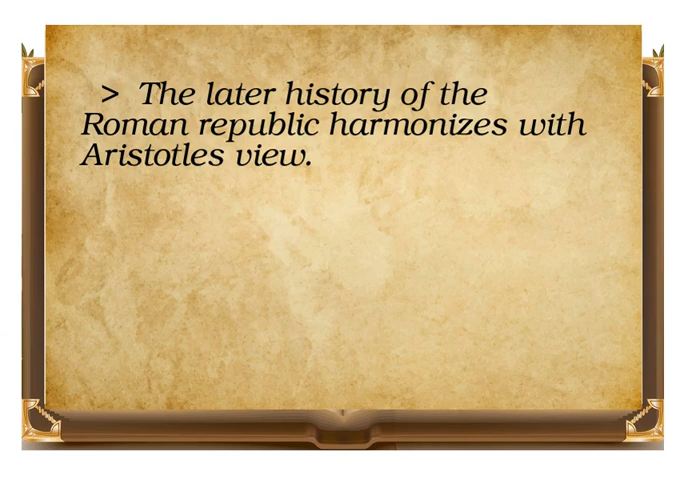 > The later history of the
Roman republic harmonizes with
Aristotles view.